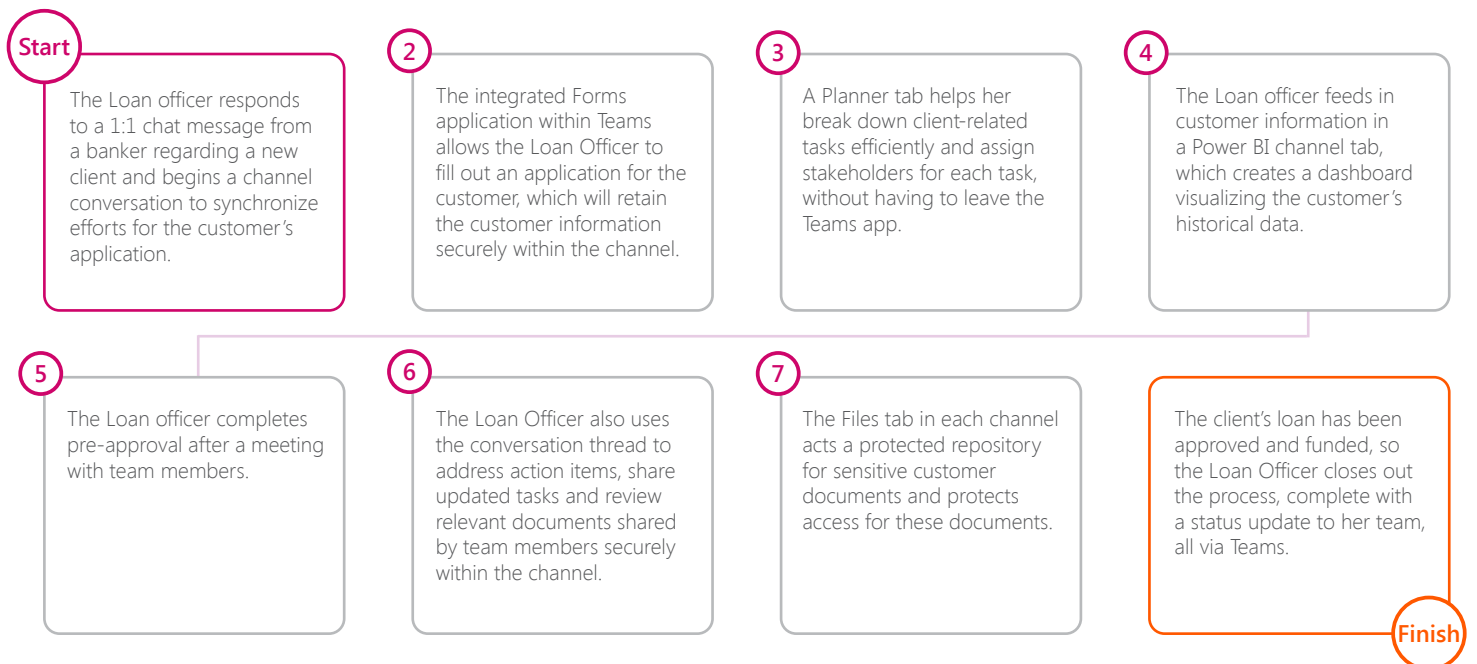 Start
The Loan officer responds
to a 1:1 chat message from
a banker regarding a new
client and begins a channel
conversation to synchronize
efforts for the customer's
application.
2
The integrated Forms
application within Teams
allows the Loan Officer to
fill out an application for the
customer, which will retain
the customer information
securely within the channel.
3
A Planner tab helps her
break down client-related
tasks efficiently and assign
stakeholders for each task,
without having to leave the
Teams app.
4
The Loan officer feeds in
customer information in
a Power BI channel tab,
which creates a dashboard
visualizing the customer's
historical data.
5
The Loan officer completes
pre-approval after a meeting
with team members.
6
The Loan Officer also uses
the conversation thread to
address action items, share
updated tasks and review
relevant documents shared
by team members securely
within the channel.
7
The Files tab in each channel
acts a protected repository
for sensitive customer
documents and protects
access for these documents.
The client's loan has been
approved and funded, so
the Loan Officer closes out
the process, complete with
a status update to her team,
all via Teams.
Finish